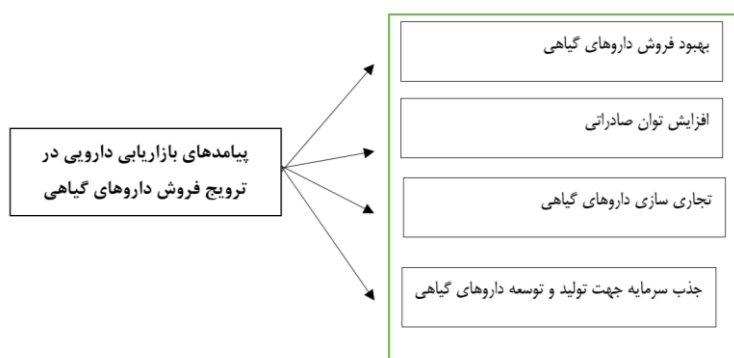 بهبود فروش داروهای گیاهی
افزایش توان صادراتی
پیامدهای بازاریابی دارویی در
ترویج فروش داروهای گیاهی
تجاری سازی داروهای گیاهی
جذب سرمایه جهت تولید و توسعه داروهای گیاهی